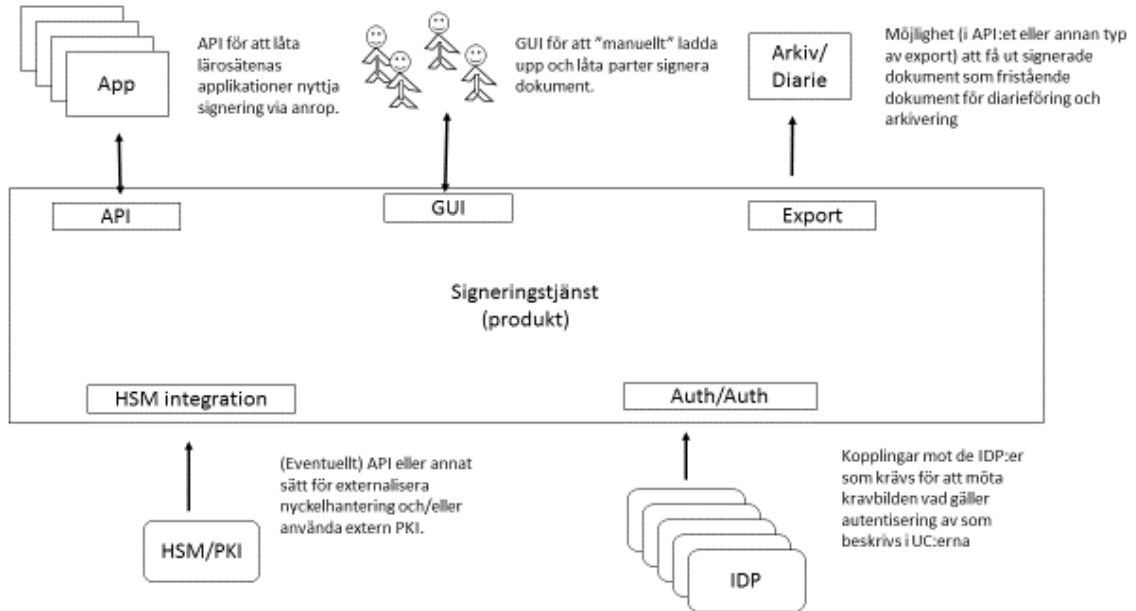 App
API för att låta
lärosätenas
applikationer nyttja
signering via anrop.
GUI för att ”manuellt” ladda
upp och låta parter signera
dokument.
Arkiv/
Diarie
Möjlighet (i API:et eller annan typ
av export) att få ut signerade
dokument som fristående
dokument för diarieföring och
arkivering
API
GUI
Export
Signeringstjänst
(produkt)
HSM integration
Auth/Auth
(Eventuellt) API eller annat
sätt för externalisera
nyckelhantering och/eller
använda extern PKI.
HSM/PKI
Kopplingar mot de IDP:er
som krävs för att möta
kravbilden vad gäller
autentisering av som
beskrivs i UC:erna
IDP